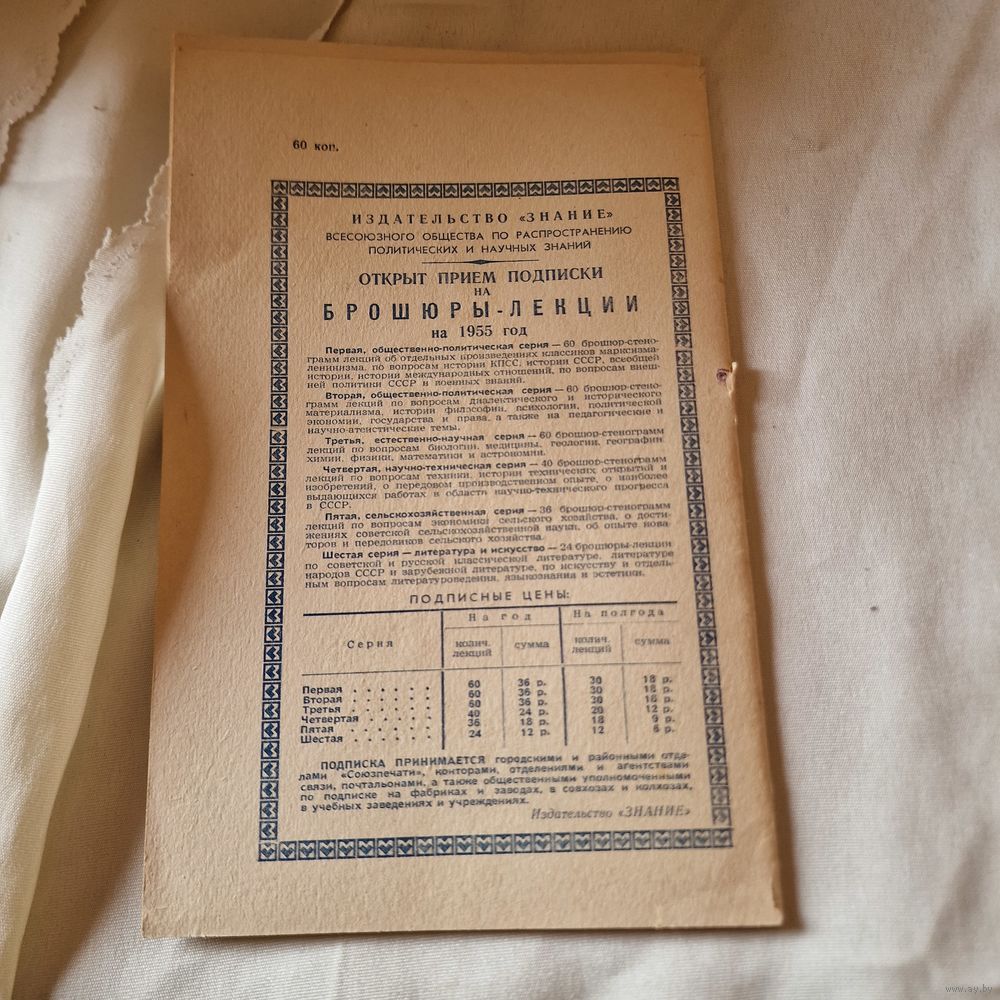 60 коп.
ИЗДАТЕЛЬСТВО «ЗНАНИЕ»
ВСЕСОЮЗНОГО ОБЩЕСТВА ПО РАСПРОСТРАНЕНИЮ
ПОЛИТИЧЕСКИХ И НАУЧНЫХ ЗНАНИЙ
ОТКРЫТ ПРИЕМ ПОДПИСКИ
НА
БРОШЮРЫ-ЛЕКЦИИ
на 1955 год
Первая, общественно-политическая серия — 60 брошюр-стено-
грамм лекций об отдельных произведениях классиков марксизма-
ленинизма, по вопросам истории КПСС, истории СССР, всеобщей
истории, истории международных отношений, по вопросам внеш-
ней политики СССР и военных знаний.
Вторая, общественно-политическая серия — 60 брошюр-стено-
грамм лекций по вопросам диалектического и исторического
материализма, истории философии, психологии, политической
экономии, государства и права, а также на педагогические и
научно-атеистические темы.
Третья, естественно-научная серия — 60 брошюр-стенограмм
лекций по вопросам биологии, медицины, геологии, географии,
химии, физики, математики и астрономии.
Четвертая, научно-техническая серия — 40 брошюр-стенограмм
лекций по вопросам техники, истории технических открытий и
изобретений, о передовом производственном опыте, о наиболее
выдающихся работах в области научно-технического прогресса
в СССР.
Пятая, сельскохозяйственная серия — 36 брошюр-стенограмм
лекций по вопросам экономики сельского хозяйства, о дости-
жениях советской сельскохозяйственной науки, об опыте нова-
торов и передовиков сельского хозяйства.
Шестая серия — литература и искусство — 24 брошюры-лекции
по советской и русской классической литературе, литературе
народов СССР и зарубежной литературе, по искусству и отдель-
ным вопросам литературоведения, языкознания и эстетики.
ПОДПИСНЫЕ ЦЕНЫ:
Серия На год На полгода
колич. лекций сумма колич. лекций сумма
Первая . . . . . . 60 36 р. 30 18 р.
Вторая . . . . . . 60 36 р. 30 18 р.
Третья . . . . . . 60 36 р. 30 18 р.
Четвертая . . . . . 40 24 р. 20 12 р.
Пятая . . . . . . 36 18 р. 18 9 р.
Шестая . . . . . . 24 12 р. 12 6 р.
ПОДПИСКА ПРИНИМАЕТСЯ городскими и районными отде-
лами «Союзпечати», конторами, отделениями и агентствами
связи, почтальонами, а также общественными уполномоченными
по подписке на фабриках и заводах, в совхозах и колхозах,
в учебных заведениях и учреждениях.
Издательство «ЗНАНИЕ»
www.ay.by